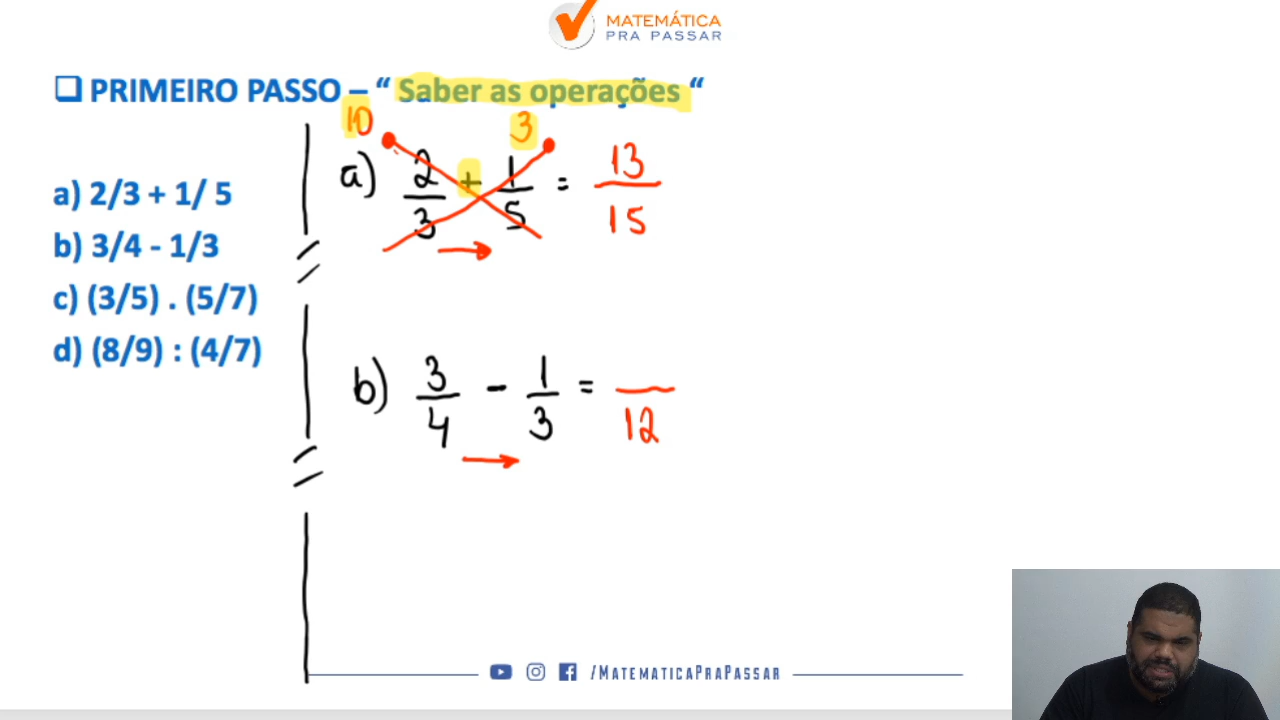 MATEMÁTICA
PRA PASSAR
PRIMEIRO PASSO – “ Saber as operações “
a) 2/3 + 1/ 5
b) 3/4 - 1/3
c) (3/5) . (5/7)
d) (8/9) : (4/7)
10 3
a) 2/3 + 1/5 = 13/15
b) 3/4 - 1/3 = /12
/MATEMATICAPRAPASSAR